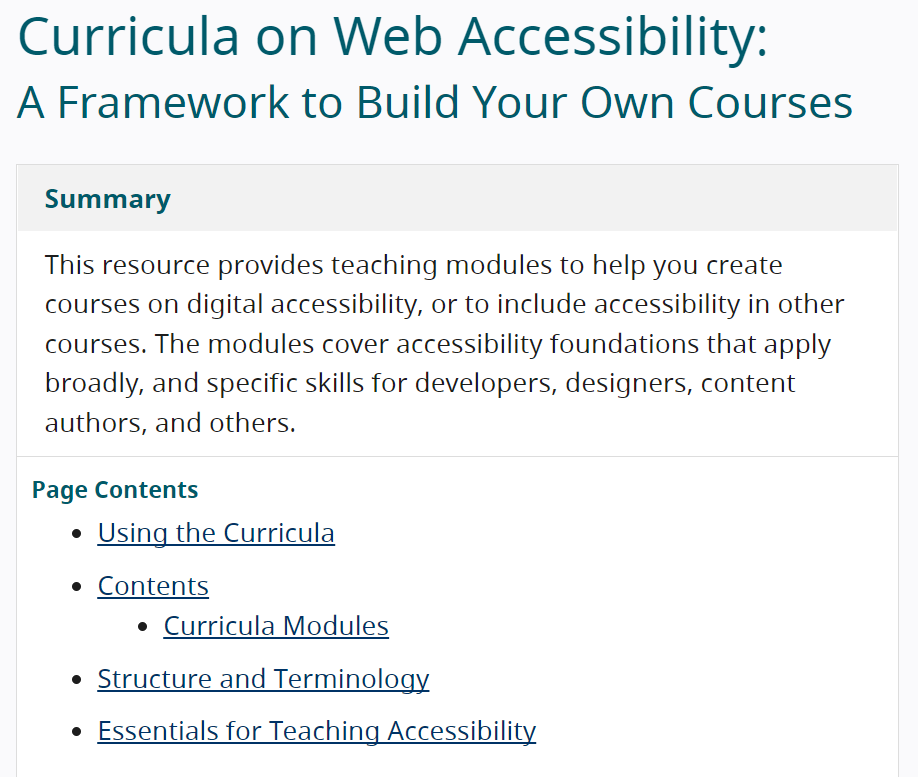 Curricula on Web Accessibility:
A Framework to Build Your Own Courses
Summary
This resource provides teaching modules to help you create
courses on digital accessibility, or to include accessibility in other
courses. The modules cover accessibility foundations that apply
broadly, and specific skills for developers, designers, content
authors, and others.
Page Contents
Using the Curricula
Contents
Curricula Modules
Structure and Terminology
Essentials for Teaching Accessibility